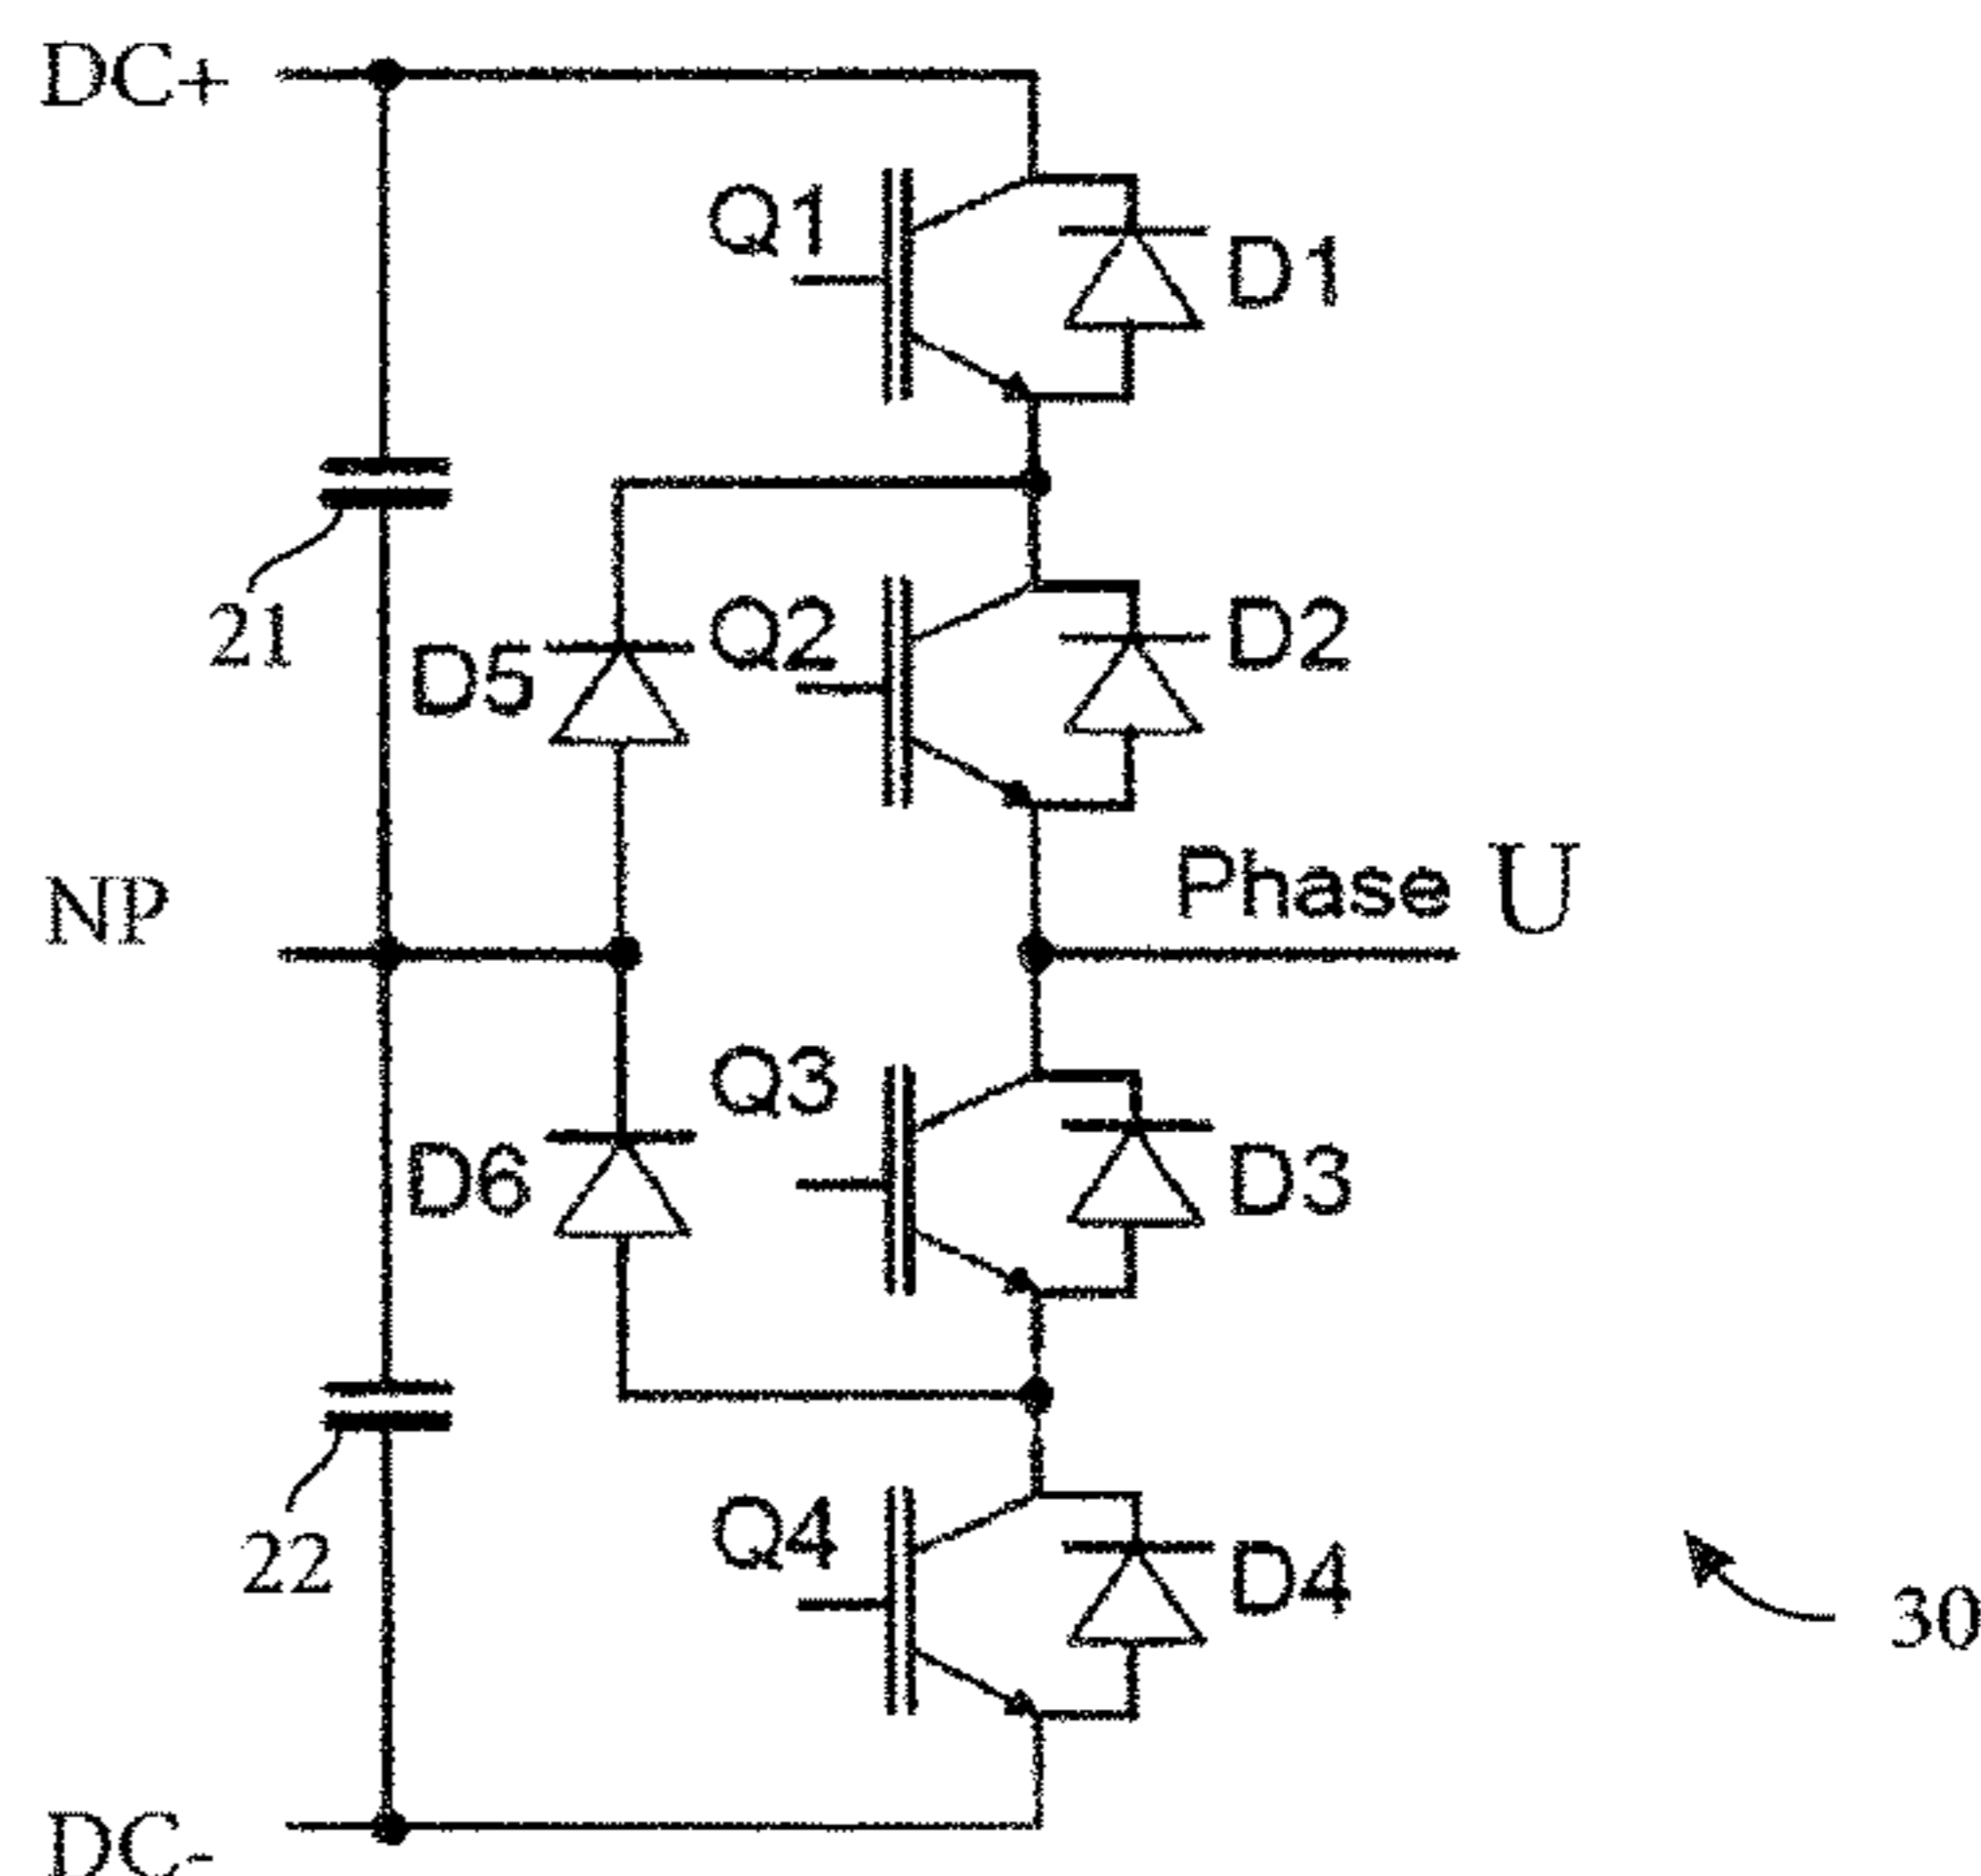 DC+
Q1
D1
21
D5
Q2
D2
NP
Phase U
Q3
D6
D3
22
Q4
D4
30
DC-